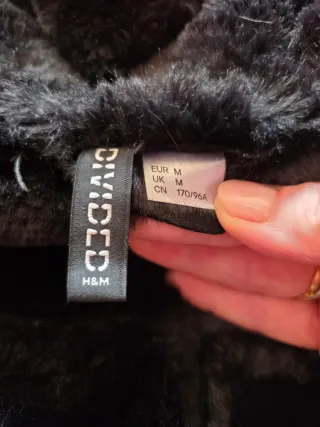 DIVIDED
H&M
EUR M
UK M
CN 170/96A